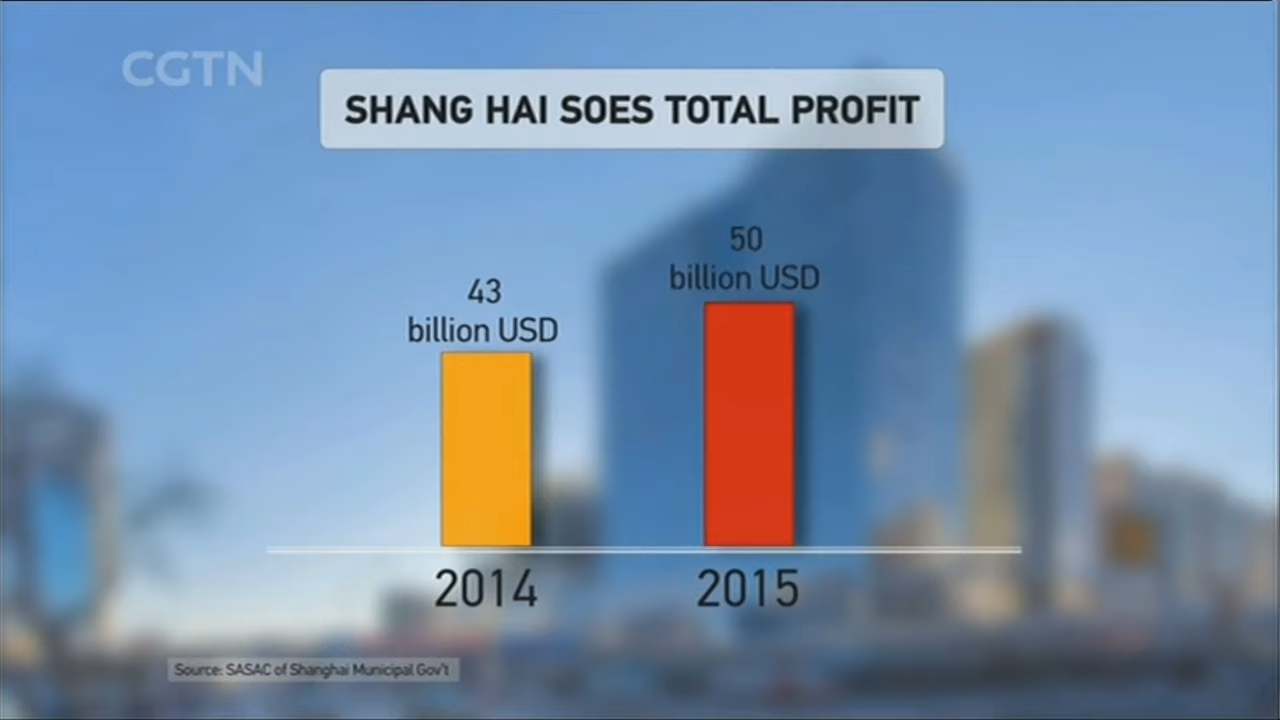 CGTN
SHANG HAI SOES TOTAL PROFIT
43
billion USD
50
billion USD
2014
2015
Source: SASAC of Shanghai Municipal Gov't